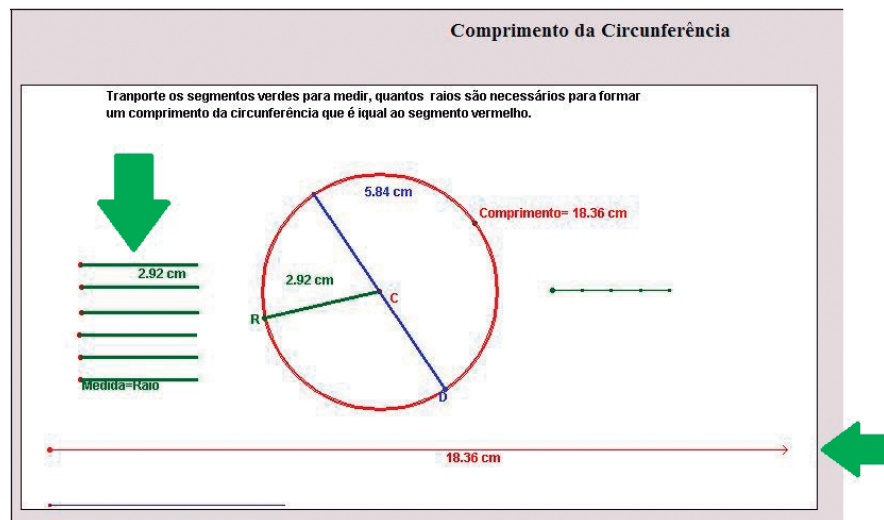 Comprimento da Circunferência
Tranporte os segmentos verdes para medir, quantos raios são necessários para formar
um comprimento da circunferência que é iqual ao segmento vermelho.
5.84 cm
Comprimento= 18.36 cm
2.92 cm
2.92 cm
C
R
Medida=Raio
D
18.36 cm